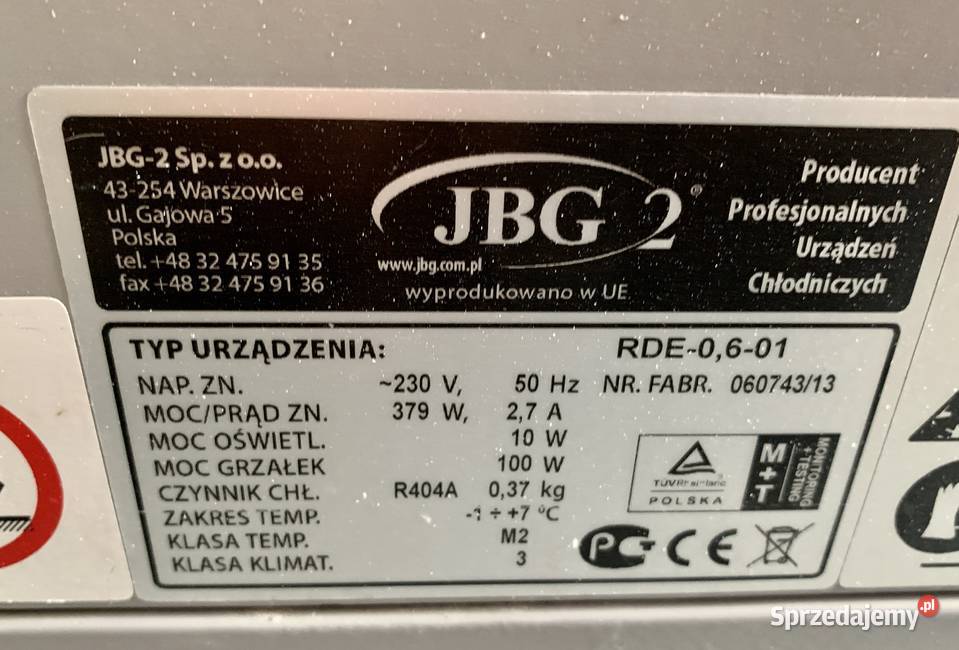 JBG-2 Sp. z o.o.
43-254 Warszowice
ul. Gajowa 5
Polska
tel. +48 32 475 91 35
fax +48 32 475 91 36
JBG 2®
www.jbg.com.pl
wyprodukowano w UE
Producent
Profesjonalnych
Urządzeń
Chłodniczych
TYP URZĄDZENIA: RDE-0,6-01
NAP. ZN. ~230 V, 50 Hz NR. FABR. 060743/13
MOC/PRĄD ZN. 379 W, 2,7 A
MOC OŚWIETL. 10 W
MOC GRZAŁEK 100 W
CZYNNIK CHŁ. R404A 0,37 kg
ZAKRES TEMP. -1 ÷ +7 °C
KLASA TEMP. M2
KLASA KLIMAT. 3
TÜVRheinland
POLSKA
M+T
MONITORING
+ TESTING
PCT CE
Sprzedajemy.pl